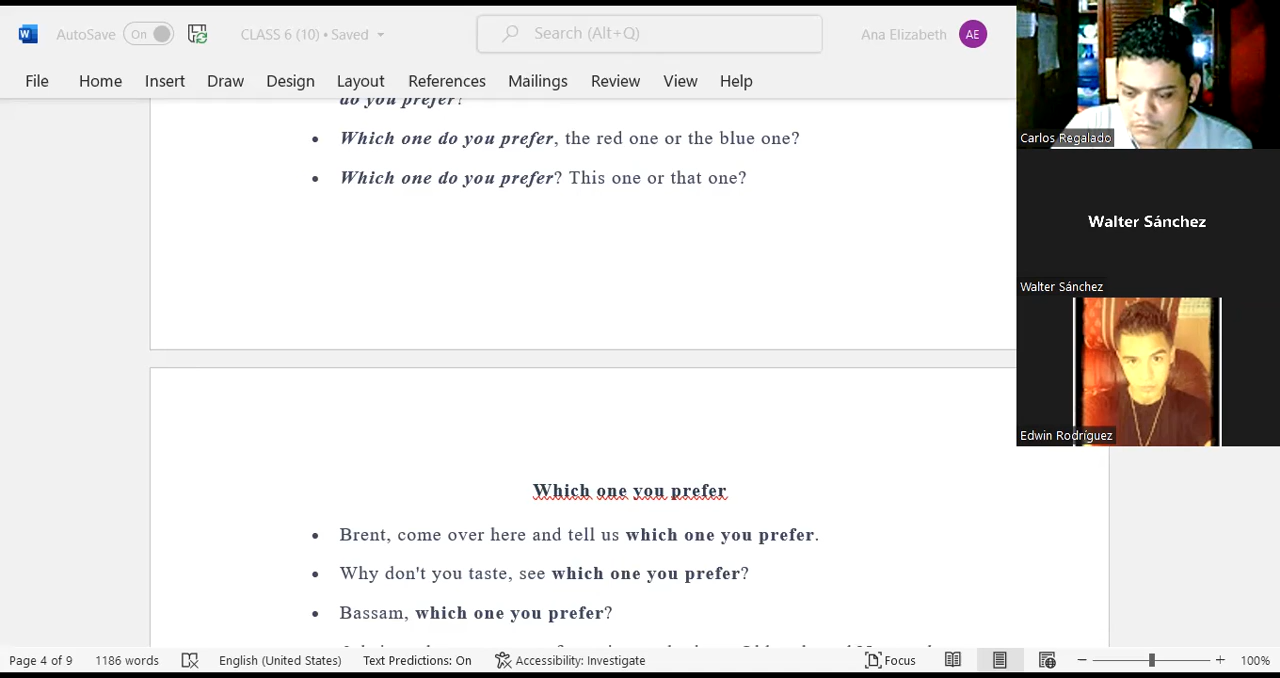 AutoSave On CLASS 6 (10) • Saved Search (Alt+Q) Ana Elizabeth AE
File Home Insert Draw Design Layout References Mailings Review View Help
do you prefer?
• Which one do you prefer, the red one or the blue one?
• Which one do you prefer? This one or that one?
Carlos Regalado
Walter Sánchez
Walter Sánchez
Edwin Rodríguez
Which one you prefer
• Brent, come over here and tell us which one you prefer.
• Why don't you taste, see which one you prefer?
• Bassam, which one you prefer?
Page 4 of 9 1186 words English (United States) Text Predictions: On Accessibility: Investigate Focus 100%